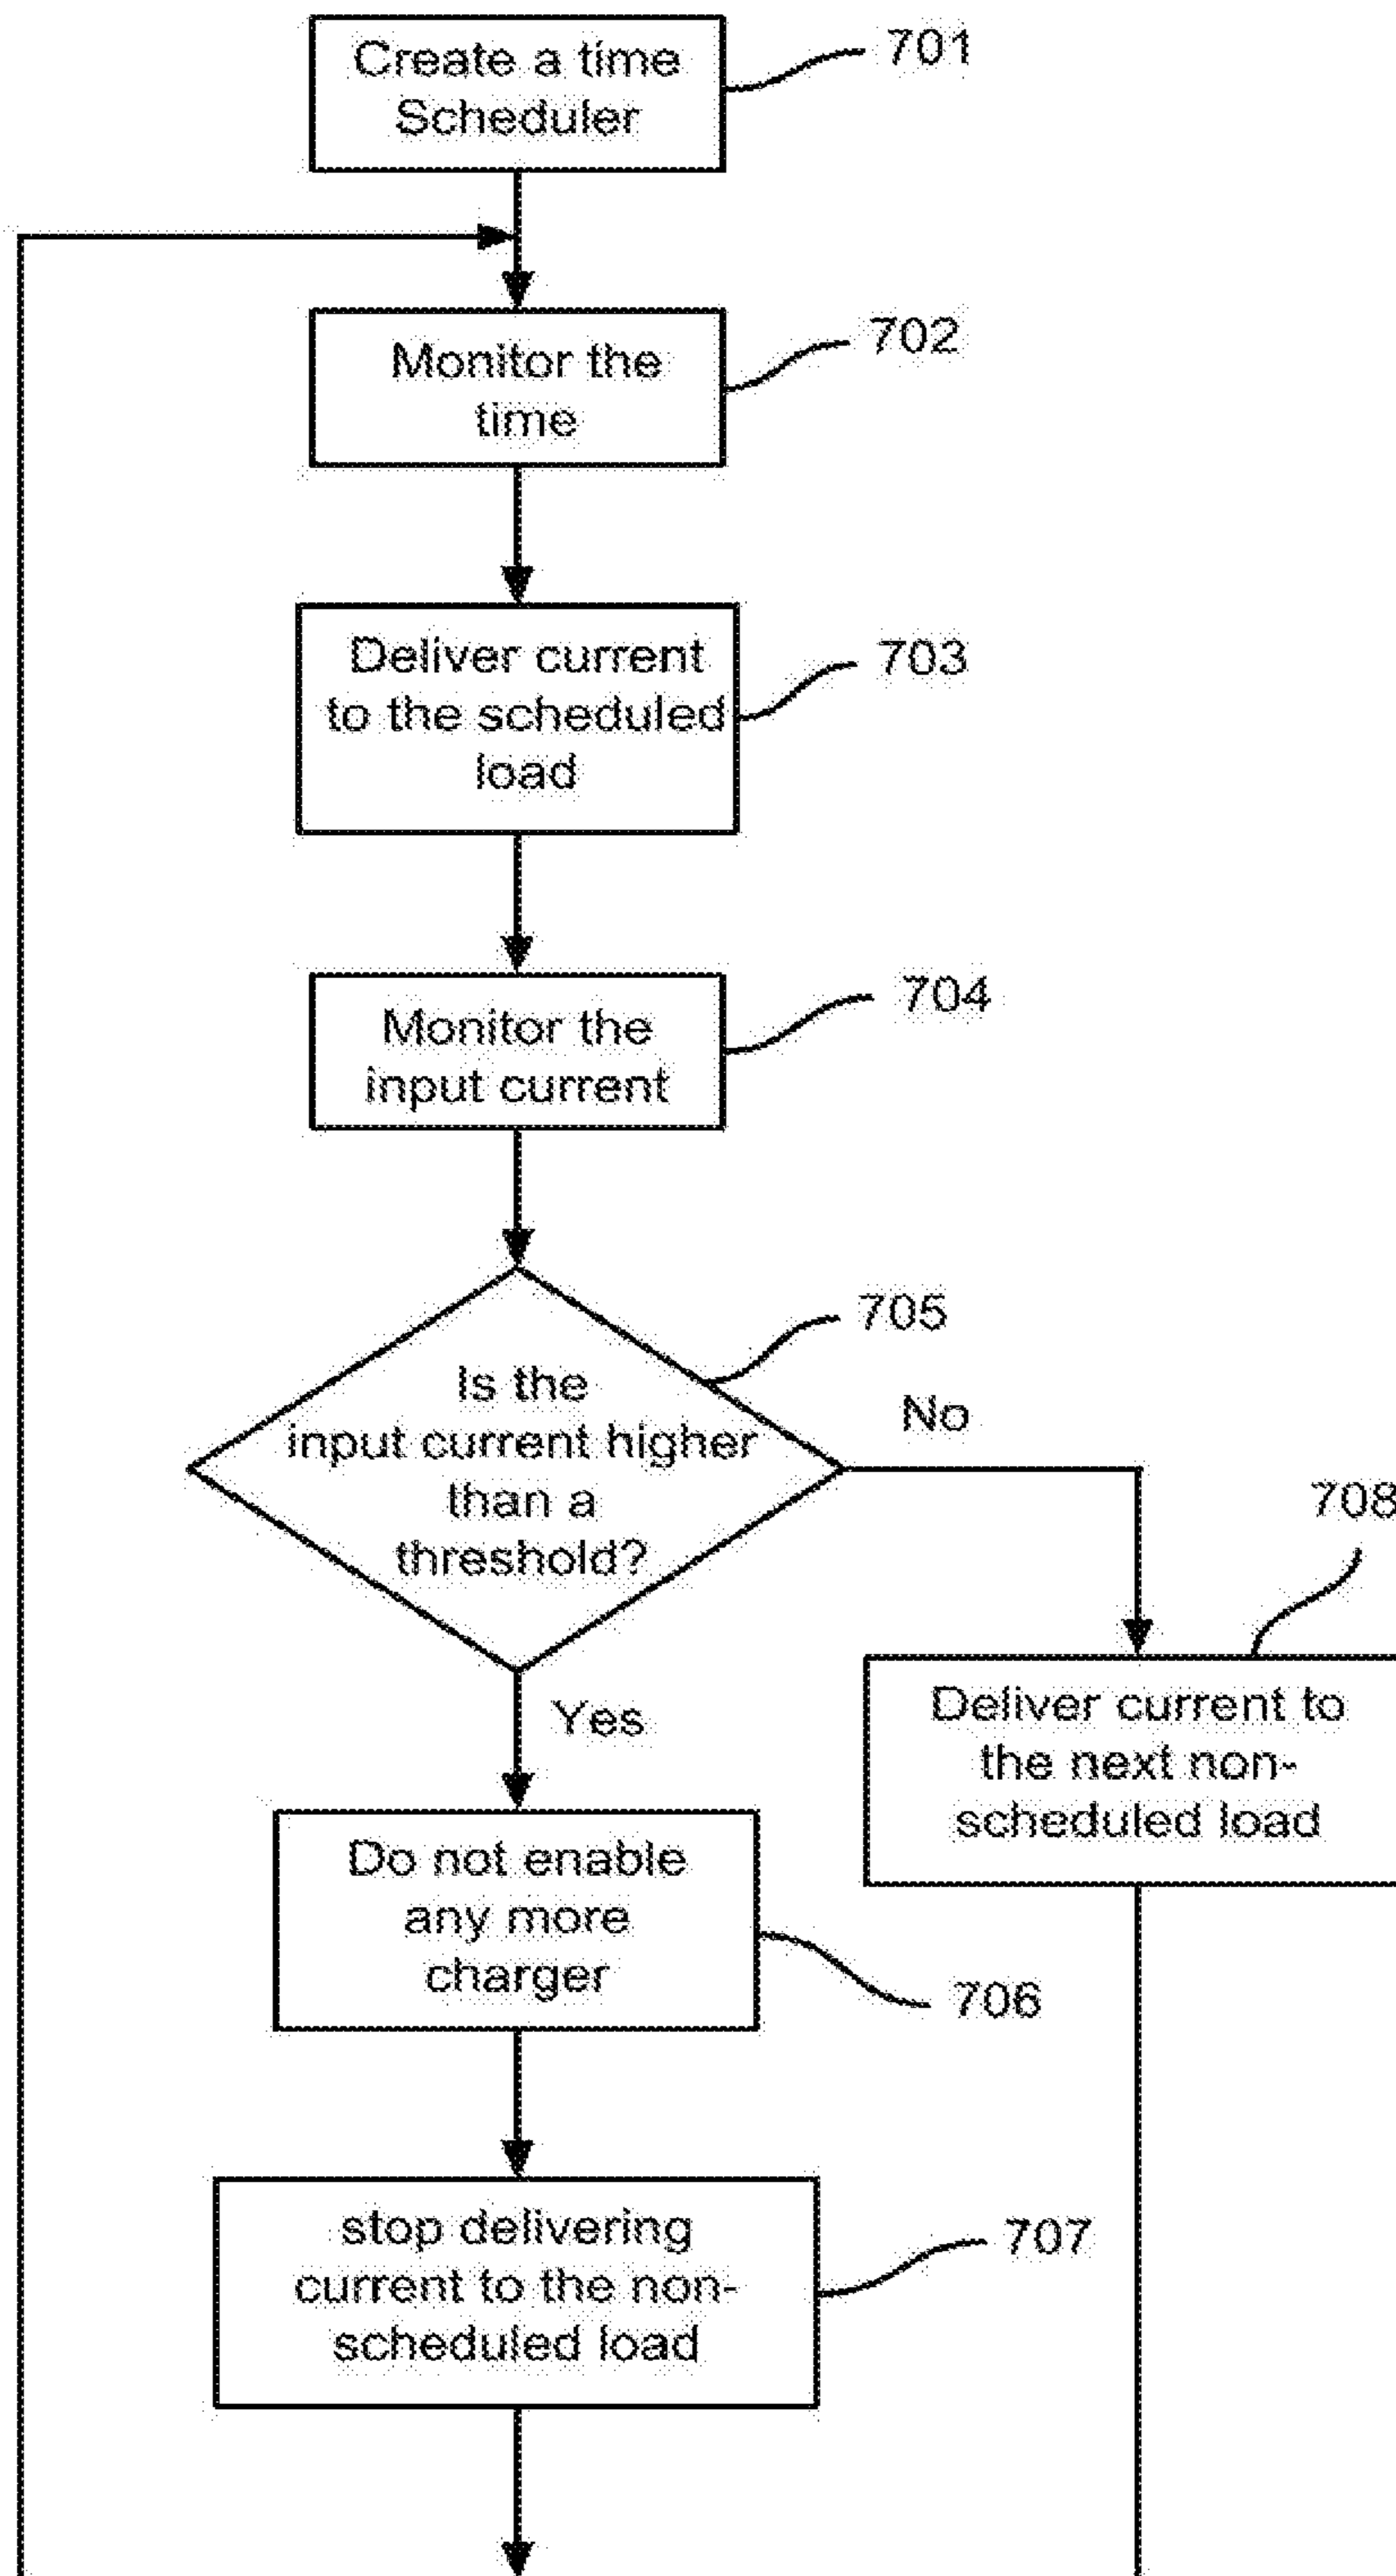 Create a time
Scheduler
701
Monitor the
time
702
Deliver current
to the scheduled
load
703
Monitor the
input current
704
Is the
input current higher
than a
threshold?
705
No
Yes
708
Deliver current to
the next non-
scheduled load
Do not enable
any more
charger
706
stop delivering
current to the non-
scheduled load
707